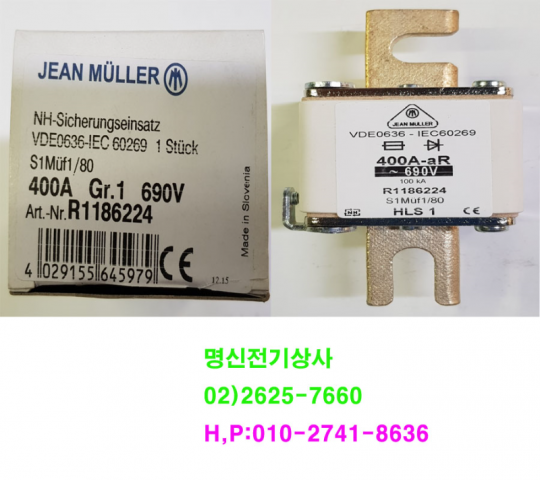 JEAN MÜLLER
NH-Sicherungseinsatz
VDE0636-IEC 60269 1 Stück
S1Müf1/80
400A Gr.1 690V
Art.-Nr.R1186224
4 029155 645979
CE
12.15
Made in Slovenia
JEAN MÜLLER
VDE0636 - IEC60269
400A-aR
~ 690V
100 kA
R1186224
S1Müf1/80
HLS 1
CE
명신전기상사
02)2625-7660
H,P:010-2741-8636